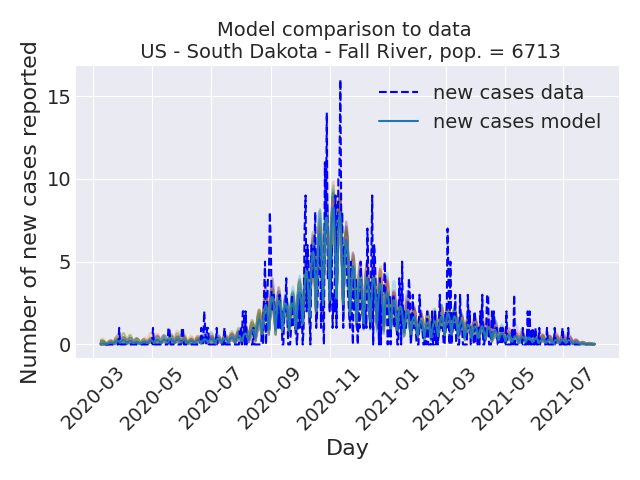 Model comparison to data
US - South Dakota - Fall River, pop. = 6713
Number of new cases reported
15
10
5
0
new cases data
new cases model
2020-03
2020-05
2020-07
2020-09
2020-11
2021-01
2021-03
2021-05
2021-07
Day